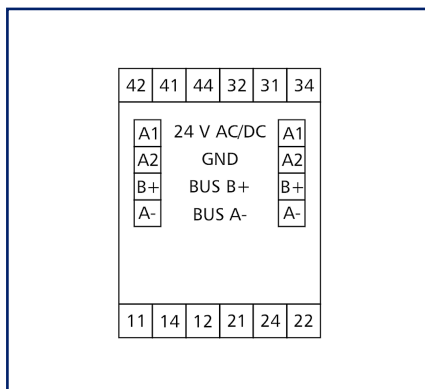 42 41 44 32 31 34
A1 24 V AC/DC A1
A2 GND A2
B+ BUS B+ B+
A- BUS A- A-
11 14 12 21 24 22